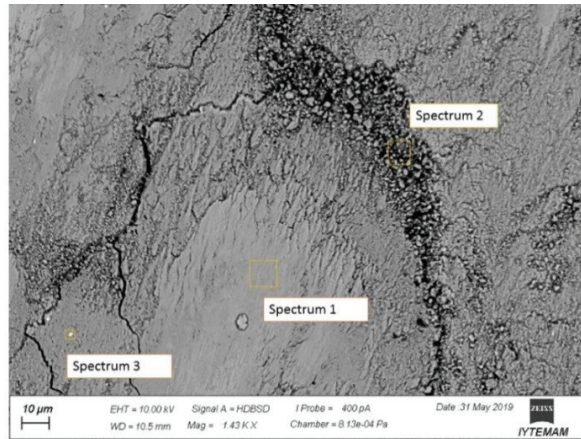 Spectrum 2
Spectrum 1
Spectrum 3
10 µm
EHT = 10.00 kV Signal A = HDBSD I Probe = 400 pA Date :31 May 2019
WD = 10.5 mm Mag = 1.43 K X Chamber = 8.13e-04 Pa
ZEISS
IYTEMAM